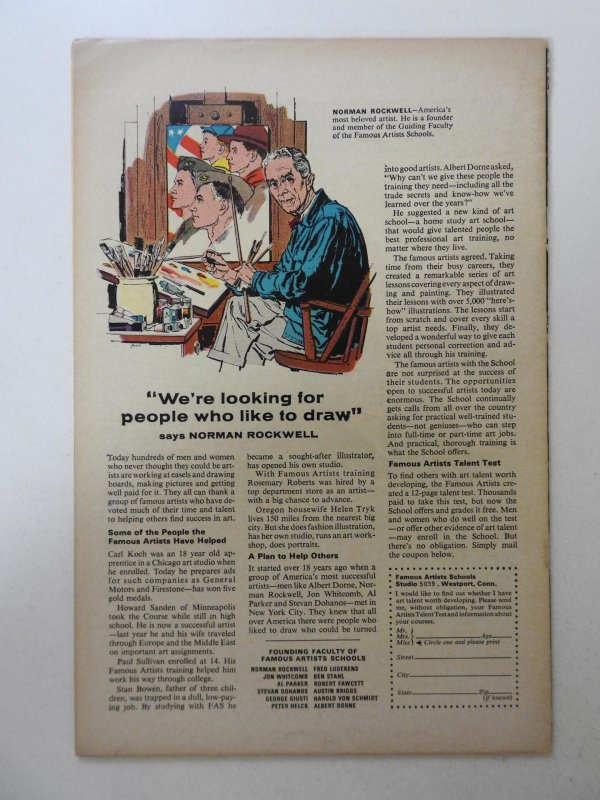 NORMAN ROCKWELL—America's
most beloved artist. He is a founder
and member of the Guiding Faculty
of the Famous Artists Schools.
"We're looking for
people who like to draw"
says NORMAN ROCKWELL
Today hundreds of men and women
who never thought they could be art-
ists are working at easels and drawing
boards, making pictures and getting
well paid for it. They all can thank a
group of famous artists who have de-
voted much of their time and talent
to helping others find success in art.
Some of the People the
Famous Artists Have Helped
Carl Koch was an 18 year old ap-
prentice in a Chicago art studio when
he enrolled. Today he prepares ads
for such companies as General
Motors and Firestone—has won five
gold medals.
Howard Sanden of Minneapolis
took the Course while still in high
school. He is now a successful artist
—last year he and his wife traveled
through Europe and the Middle East
on important art assignments.
Paul Sullivan enrolled at 14. His
Famous Artists training helped him
work his way through college.
Stan Bowen, father of three chil-
dren, was trapped in a dull, low-pay-
ing job. By studying with FAS he
became a sought-after illustrator,
has opened his own studio.
With Famous Artists training
Rosemary Roberts was hired by a
top department store as an artist—
with a big chance to advance.
Oregon housewife Helen Tryk
lives 150 miles from the nearest big
city. But she does fashion illustration,
has her own studio, runs an art work-
shop, does portraits.
A Plan to Help Others
It started over 18 years ago when a
group of America's most successful
artists—men like Albert Dorne, Nor-
man Rockwell, Jon Whitcomb, Al
Parker and Stevan Dohanos—met in
New York City. They knew that all
over America there were people who
liked to draw who could be turned
FOUNDING FACULTY OF
FAMOUS ARTISTS SCHOOLS
NORMAN ROCKWELL FRED LUDEKENS
JON WHITCOMB BEN STAHL
AL PARKER ROBERT FAWCETT
STEVAN DOHANOS AUSTIN BRIGGS
GEORGE GIUSTI HAROLD VON SCHMIDT
PETER HELCK ALBERT DORNE
into good artists. Albert Dorne asked,
"Why can't we give these people the
training they need—including all the
trade secrets and know-how we've
learned over the years?"
He suggested a new kind of art
school—a home study art school—
that would give talented people the
best professional art training, no
matter where they live.
The famous artists agreed. Taking
time from their busy careers, they
created a remarkable series of art
lessons covering every aspect of draw-
ing and painting. They illustrated
their lessons with over 5,000 "here's-
how" illustrations. The lessons start
from scratch and cover every skill a
top artist needs. Finally, they de-
veloped a wonderful way to give each
student personal correction and ad-
vice all through his training.
The famous artists with the School
are not surprised at the success of
their students. The opportunities
open to successful artists today are
enormous. The School continually
gets calls from all over the country
asking for practical well-trained stu-
dents—not geniuses—who can step
into full-time or part-time art jobs.
And practical, thorough training is
what the School offers.
Famous Artists Talent Test
To find others with art talent worth
developing, the Famous Artists cre-
ated a 12-page talent test. Thousands
paid to take this test, but now the
School offers and grades it free. Men
and women who do well on the test
—or offer other evidence of art talent
—may enroll in the School. But
there's no obligation. Simply mail
the coupon below.
Famous Artists Schools
Studio 5039, Westport, Conn.
I would like to find out whether I have
art talent worth developing. Please send
me, without obligation, your Famous
Artists Talent Test and information about
your courses.
Mr.
Mrs. Age
Miss Circle one and please print
Street
City
State Zip
(if known)